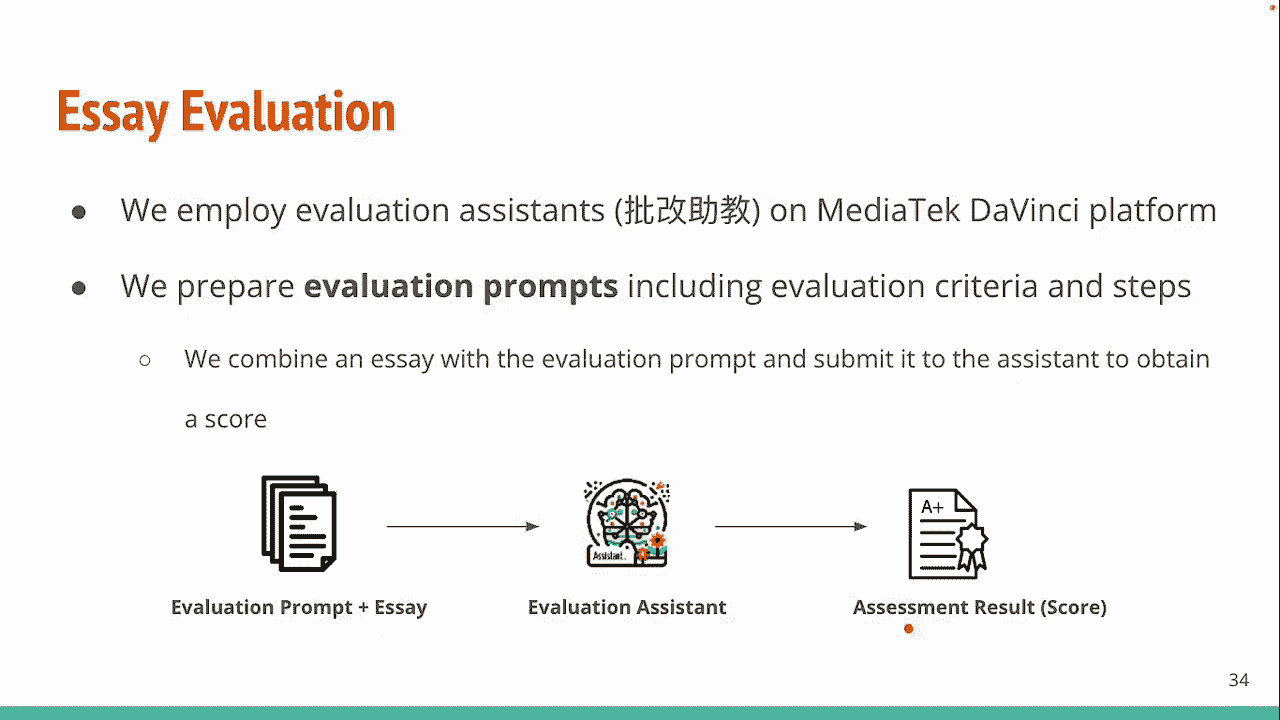 Essay Evaluation
● We employ evaluation assistants (批改助教) on MediaTek DaVinci platform
● We prepare evaluation prompts including evaluation criteria and steps
○ We combine an essay with the evaluation prompt and submit it to the assistant to obtain
a score
A+
Assistant
Evaluation Prompt + Essay
Evaluation Assistant
Assessment Result (Score)
34